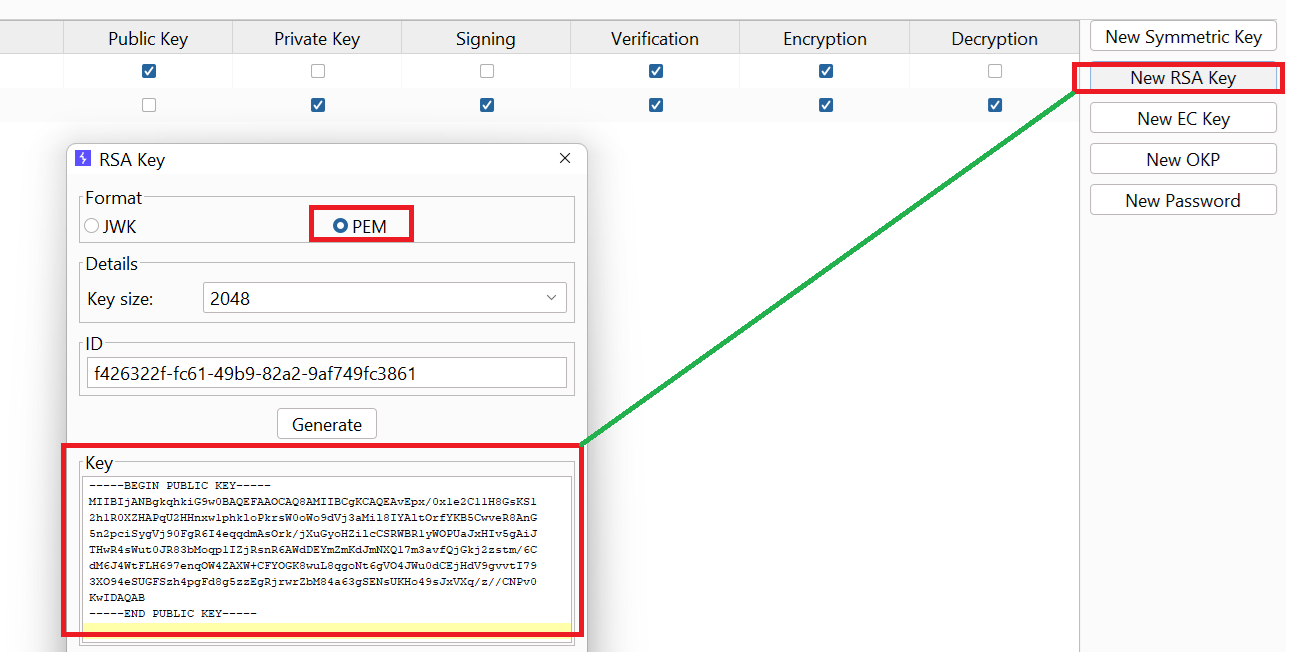 Public Key Private Key Signing Verification Encryption Decryption
New Symmetric Key
New RSA Key
New EC Key
New OKP
New Password
RSA Key
Format
JWK PEM
Details
Key size: 2048
ID
f426322f-fc61-49b9-82a2-9af749fc3861
Generate
Key
-----BEGIN PUBLIC KEY-----
MIIBIjANBgkqhkiG9w0BAQEFAAOCAQ8AMIIBCgKCAQEAvEpx/0x1e2C11H8GsKS1
2h1R0XZHAPqU2HHnxw1phkloPkrsW0oWo9dVj3aMil8IYAltOrfYKB5CwveR8AnG
5n2pciSygVj90FgR6I4eqqdmAsOrk/jXuGyoHZilcCSRWBRlyWOPUaJxHIv5gAiJ
THwR4sWut0JR83bMoqplIZjRsnR6AWdDEYmZmKdJmNXQ17m3avfQjGkj2zstm/6C
dM6J4WtFLH697enqOW4ZAXW+CFYOGK8wuL8qgoNt6gVO4JWu0dCEjHdV9gvvtI79
3XO94eSUGFSzh4pgFd8g5zzEgRjrwrZbM84a63gSENsUKHo49sJxVXq/z//CNPv0
KwIDAQAB
-----END PUBLIC KEY-----